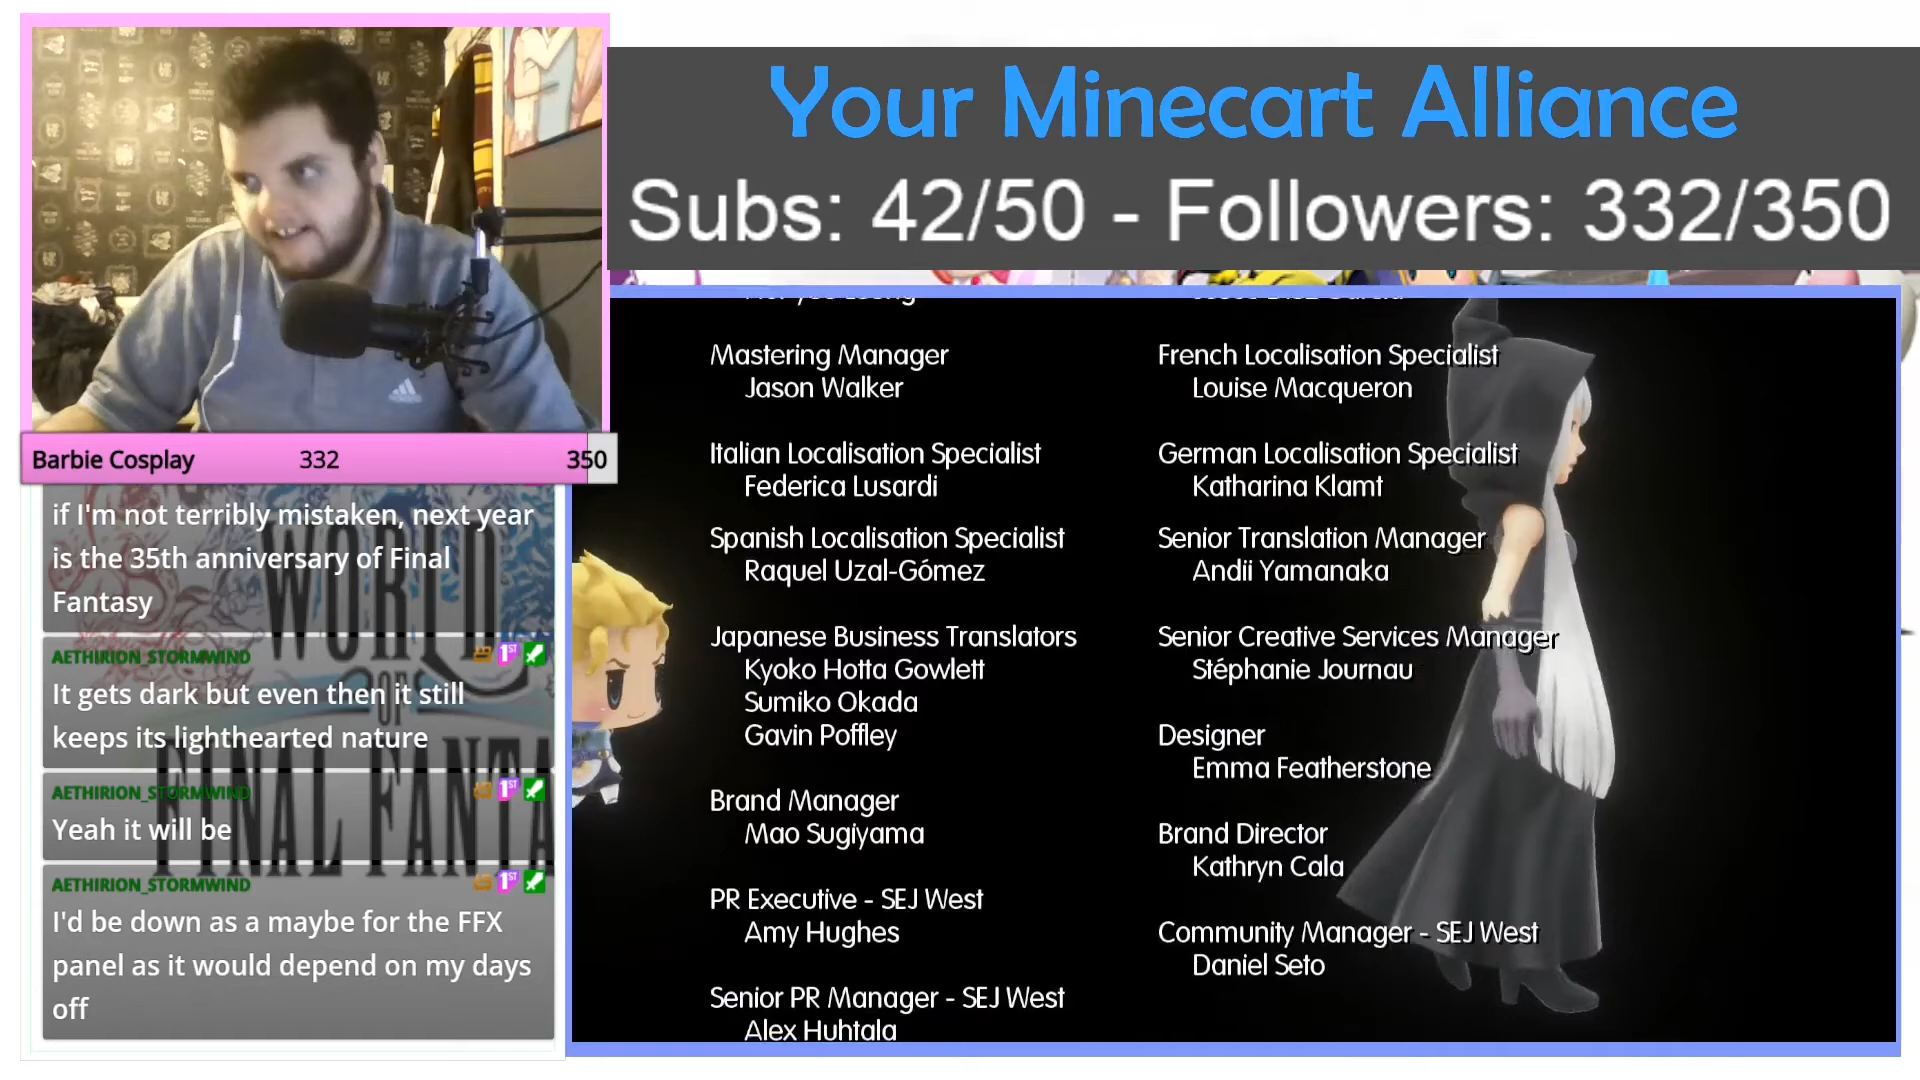 Your Minecart Alliance
Subs: 42/50 - Followers: 332/350
Barbie Cosplay 332 350
if I'm not terribly mistaken, next year
is the 35th anniversary of Final
Fantasy
AETHIRION_STORMWIND 1ST
It gets dark but even then it still
keeps its lighthearted nature
AETHIRION_STORMWIND 1ST
Yeah it will be
AETHIRION_STORMWIND 1ST
I'd be down as a maybe for the FFX
panel as it would depend on my days
off
WORLD
OF
FINAL FANTA
Mastering Manager
Jason Walker
Italian Localisation Specialist
Federica Lusardi
Spanish Localisation Specialist
Raquel Uzal-Gómez
Japanese Business Translators
Kyoko Hotta Gowlett
Sumiko Okada
Gavin Poffley
Brand Manager
Mao Sugiyama
PR Executive - SEJ West
Amy Hughes
Senior PR Manager - SEJ West
Alex Huhtala
French Localisation Specialist
Louise Macqueron
German Localisation Specialist
Katharina Klamt
Senior Translation Manager
Andii Yamanaka
Senior Creative Services Manager
Stéphanie Journau
Designer
Emma Featherstone
Brand Director
Kathryn Cala
Community Manager - SEJ West
Daniel Seto